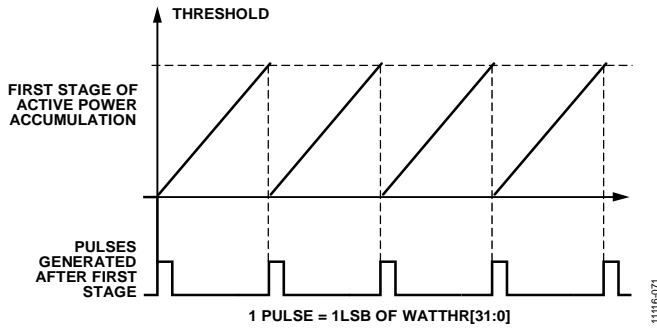 THRESHOLD
FIRST STAGE OF
ACTIVE POWER
ACCUMULATION
PULSES
GENERATED
AFTER FIRST
STAGE
1 PULSE = 1LSB OF WATTHR[31:0]
11116-071